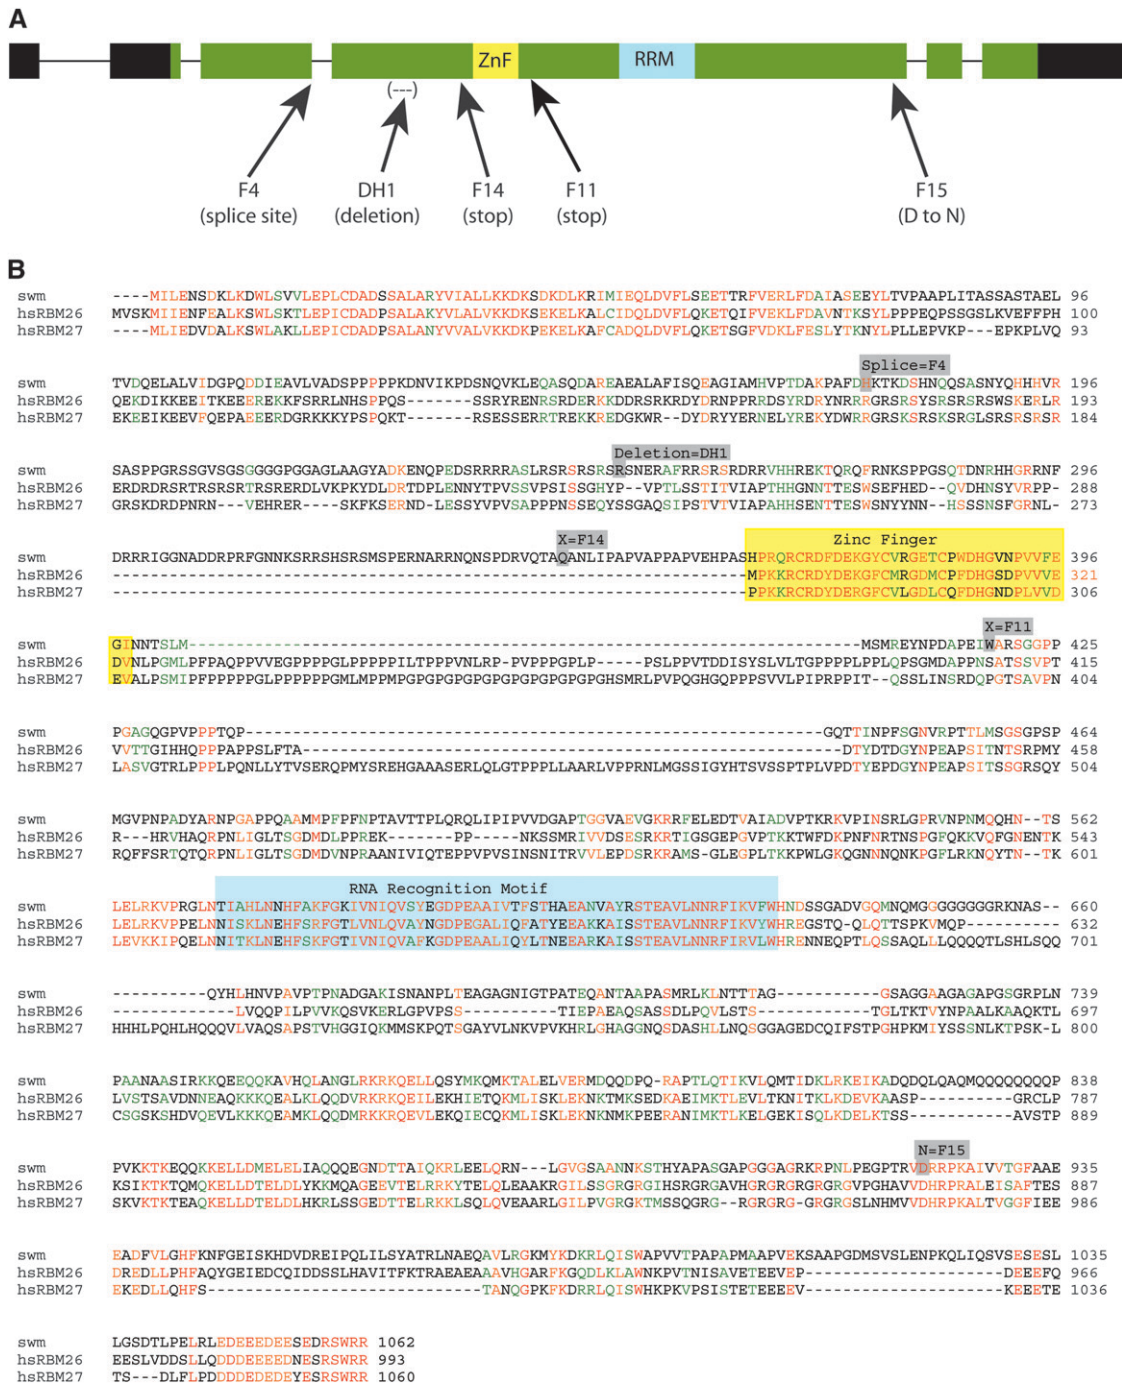 A
ZnF
RRM
(---)
F4
(splice site)
DH1
(deletion)
F14
(stop)
F11
(stop)
F15
(D to N)
B
swm ----MILENSDKLKDWLSVVLEPLCDADSSALARYVIALLKKDKSDKDLKRIMIEQLDVFLSEETTRFVERLFDAIASEEYLTVPAAPLITASSASTAEL 96
hsRBM26 MVSKMIIENFEALKSWLSKTLEPICDADPSALAKYVLALVKKDKSEKELKALCIDQLDVFLQKETQIFVEKLFDAVNTKSYLPPPEQPSSGSLKVEFFPH 100
hsRBM27 ----MLIEDVDALKSWLAKLLEPICDADPSALANYVVALVKKDKPEKELKAFCADQLDVFLQKETSGFVDKLFESLYTKNYLPLLEPVKP---EPKPLVQ 93
Splice=F4
swm TVDQELALVIDGPQDDIEAVLVADSPPPPPKDNVIKPDSNQVKLEQASQDAREAEALAFISQEAGIAMHVPTDAKPAFDHKTKDSHNQQSASNYQHHHVR 196
hsRBM26 QEKDIKKEEITKEEEREKKFSRRLNHSPPQS------SSRYRENRSRDERKKDDRSRKRDYDRNPPRRDSYRDRYNRRRGRSRSYSRSRSRSWSKERLR 193
hsRBM27 EKEEIKEEVFQEPAEEERDGRKKKYPSPQKT------RSESSERRTREKKREDGKWR--DYDRYYERNELYREKYDWRRGRSKSRSKSRGLSRSRSRSR 184
Deletion=DH1
swm SASPPGRSSGVSGSGGGGPGGAGLAAGYADKENQPEDSRRRRASLRSRSRSRSRSNERAFRRSRSRDRRVHHREKTQRQFRNKSPPGSQTDNRHHGRRNF 296
hsRBM26 ERDRDRSRTRSRSRTRSRERDLVKPKYDLDRTDPLENNYTPVSSVPSISSGHYP--VPTLSSTITVIAPTHHGNNTTESWSEFHED--QVDHNSYVRPP- 288
hsRBM27 GRSKDRDPNRN---VEHRER---SKFKSERND-LESSYVPVSAPPPNSSEQYSSGAQSIPSTVTVIAPAHHSENTTESWSNYYNN--HSSSNSFGRNL- 273
X=F14
Zinc Finger
swm DRRRIGGNADDRPRFGNNKSRRSHSRSMSPERNARRNQNSPDRVQTAQANLIPAPVAPPAPVEHPASHPRQRCRDFDEKGYCVRGETCPWDHGVNPVVFE 396
hsRBM26 ------------------------------------------------------------MPKKRCRDYDEKGFCMRGDMCPFDHGSDPVVVE 321
hsRBM27 ------------------------------------------------------------PPKKRCRDYDERGFCVLGDLCQFDHGNDPLVVD 306
X=F11
swm GINNTSLM----------------------------------------------------------------MSMREYNPDAPEIWARSGGPP 425
hsRBM26 DVNLPGMLPFPAQPPVVEGPPPPGLPPPPPILTPPPVNLRP-PVPPPGPLP----PSLPPVTDDISYSLVLTGPPPPLPPLQPSGMDAPPNSATSSVPT 415
hsRBM27 EVALPSMIPFPPPPPGLPPPPPPGMLMPPMPGPGPGPGPGPGPGPGPGPGPGHSMRLPVPQGHGQPPPSVVLPIPRPPIT--QSSLINSRDQPGTSAVPN 404
swm PGAGQGPVPPPTQP-------------------------------------------------------GQTTINPFSGNVRPTTLMSGSGPSP 464
hsRBM26 VVTTGIHHQPPPAPPSLFTA---------------------------------------------------DTYDTDGYNPEAPSITNTSRPMY 458
hsRBM27 LASVGTRLPPPLPQNLLYTVSERQPMYSREHGAAASERLQLGTPPPLLAARLVPPRNLMGSSIGYHTSVSSPTPLVPDTYEPDGYNPEAPSITSSGRSQY 504
swm MGVPNPADYARNPGAPPQAAMMPFPFNPTAVTTPLQRQLIPIPVVDGAPTGGVAEVGKRRFELEDTVAIADVPTKRKVPINSRLGPRVNPNMQQHN--TS 562
hsRBM26 R---HRVHAQRPNLIGLTSGDMDLPPREK------PP----NKSSMRIVVDSESRKRTIGSGEPGVPTKKTWFDKPNFNRTNSPGFQKKVQFGNENTK 543
hsRBM27 RQFFSRTQTQRPNLIGLTSGDMDVNPRAANIVIQTEPPVPVSINSNITRVVLEPDSRKRAMS-GLEGPLTKKPWLGKQGNNNQNKPGFLRKNQYTN--TK 601
RNA Recognition Motif
swm LELRKVPRGLNTIAHLNNHFAKFGKIVNIQVSYEGDPEAAIVTFSTHAEANVAYRSTEAVLNNRFIKVFWHNDSSGADVGQMNQMGGGGGGGRKNAS-- 660
hsRBM26 LELRKVPPELNNISKLNEHFSRFGTLVNLQVAYNGDPEGALIQFATYEEAKKAISSTEAVLNNRFIKVYWHREGSTQ-QLQTTSPKVMQP--- 632
hsRBM27 LEVKKIPQELNNITKLNEHFSKFGTIVNIQVAFKGDPEAALIQYLTNEEARKAISSTEAVLNNRFIRVLWHRENNEQPTLQSSAQLLLQQQQTLSHLSQQ 701
swm ----------QYHLHNVPAVPTPNADGAKISNANPLTEAGAGNIGTPATEQANTAAPASMRLKLNTTTAG-----------GSAGGAAGAGAPGSGRPLN 739
hsRBM26 -------------LVQQPILPVVKQSVKERLGPVPSS----------TIEPAEAQSASSDLPQVLSTS---------TGLTKTVYNPAALKAAQKTL 697
hsRBM27 HHHLPQHLHQQQVLVAQSAPSTVHGGIQKMMSKPQTSGAYVLNKVPVKHRLGHAGGNQSDASHLLNQSGGAGEDCQIFSTPGHPKMIYSSSNLKTPSK-L 800
swm PAANAASIRKKQEEQQKAVHQLANGLRKRKQELLQSYMKQMKTALELVERMDQQDPQ-RAPTLQTIKVLQMTIDKLRKEIKADQDQLQAQMQQQQQQQQP 838
hsRBM26 LVSTSAVDNNEAQKKKQEALKLQQDVRKRKQEILEKHIETQKMLISKLEKNKTMKSEDKAEIMKTLEVLTKNITKLKDEVKAASP---------GRCLP 787
hsRBM27 CSGSKSHDVQEVLKKKQEAMKLQQDMRKKRQEVLEKQIECQKMLISKLEKNKNMKPEERANIMKTLKELGEKISQLKDELKTSS-----------AVSTP 889
N=F15
swm PVKKTKEQQKKELLDMELELIAQQQEGNDTTAIQKRLEELQRN---LGVGSAANNKSTHYAPASGAPGGGAGRKRPNLPEGPTRVDRRPKAIVVTGFAAE 935
hsRBM26 KSIKTKTQMQKELLDTELDLYKKMQAGEEVTELRRKYTELQLEAAKRGILSSGRGRGIHSRGRGAVHGRGRGRGRGRGVPGHAVVDHRPRALEISAFTES 887
hsRBM27 SKVKTKTEAQKELLDTELDLHKRLSSGEDTTELRKKLSQLQVEAARLGILPVGRGKTMSSQGRG--RGRGRG-GRGRGSLNHMVVDHRPKALTVGGFIEE 986
swm EADFVLGHFKNFGEISKHDVDREIPQLILSYATRLNAEQAVLRGKMYKDKRLQISWAPVVTPAPAPMAAPVEKSAAPGDMSVSLENPKQLIQSVSESESL 1035
hsRBM26 DREDLLPHFAQYGEIEDCQIDDSSLHAVITFKTRAEAEAAAVHGARFKGQDLKLAWNKPVTNISAVETEEVEP-------------------DEEEFQ 966
hsRBM27 EKEDLLQHFS-----------------------------TANQGPKFKDRRLQISWHKPKVPSISTETEEEEV-------------------KEEETE 1036
swm LGSDTLPELRLEDEEEDEESEDRSWRR 1062
hsRBM26 EESLVDDSLLQDDDEEEEDNESRSWRR 993
hsRBM27 TS---DLFLPDDDDEDEDEYESRSWRR 1060